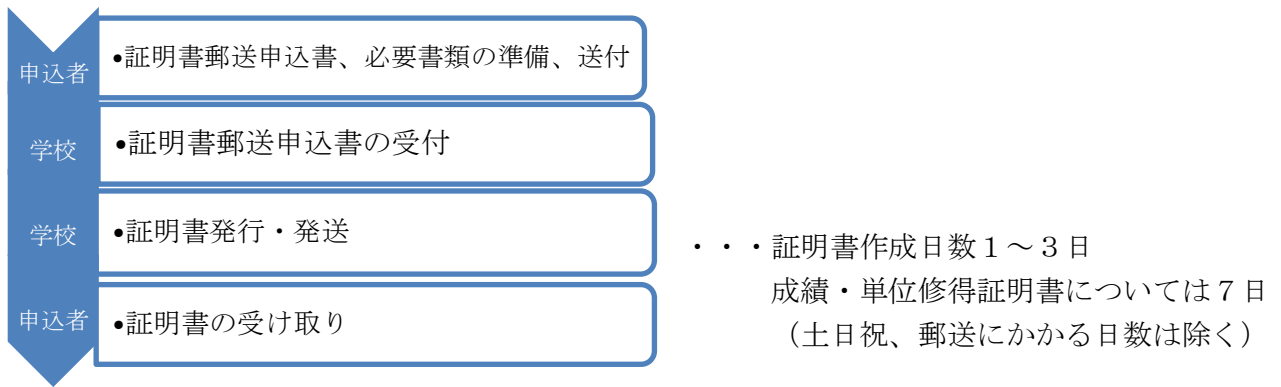 申込者
•証明書郵送申込書、必要書類の準備、送付
学校
•証明書郵送申込書の受付
学校
•証明書発行・発送
・・・証明書作成日数１～３日
成績・単位修得証明書については７日
（土日祝、郵送にかかる日数は除く）
申込者
•証明書の受け取り